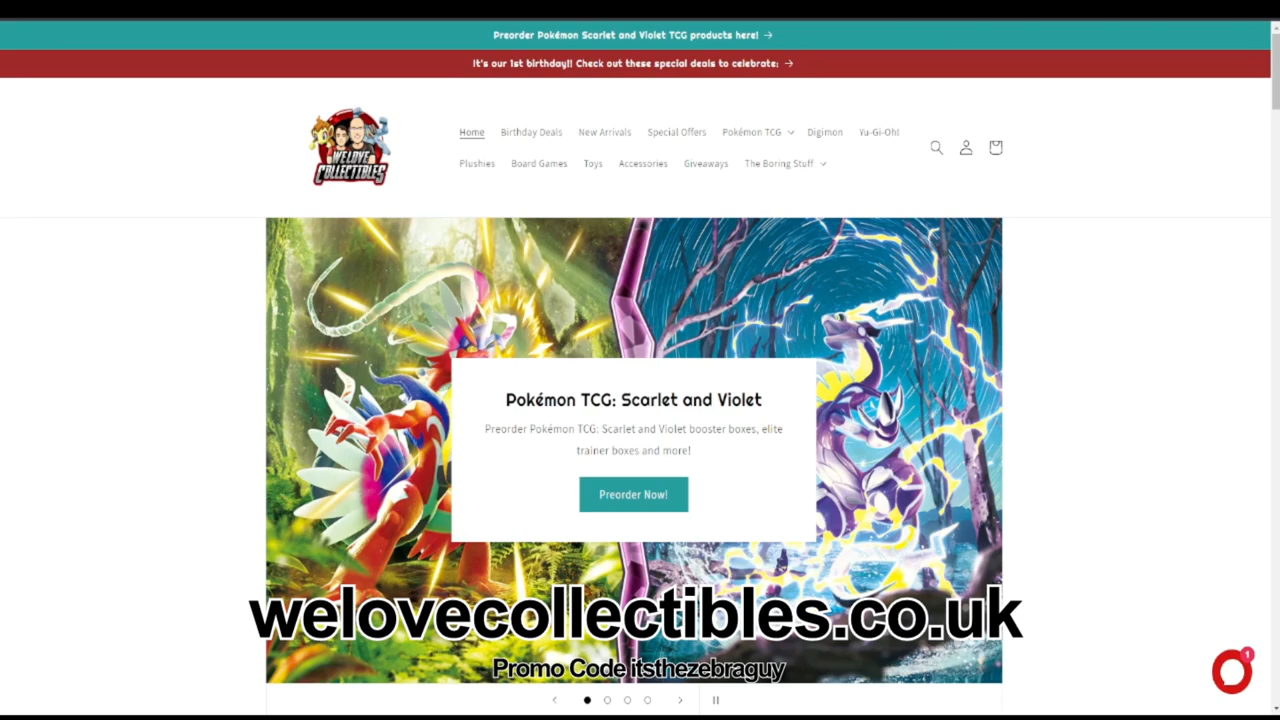 Preorder Pokémon Scarlet and Violet TCG products here! →
It's our 1st birthday!! Check out these special deals to celebrate: →
WE LOVE
COLLECTIBLES
Home Birthday Deals New Arrivals Special Offers Pokémon TCG Digimon Yu-Gi-Oh!
Plushies Board Games Toys Accessories Giveaways The Boring Stuff
Pokémon TCG: Scarlet and Violet
Preorder Pokémon TCG: Scarlet and Violet booster boxes, elite
trainer boxes and more!
Preorder Now!
welovecollectibles.co.uk
Promo Code itsthezebraguy
1